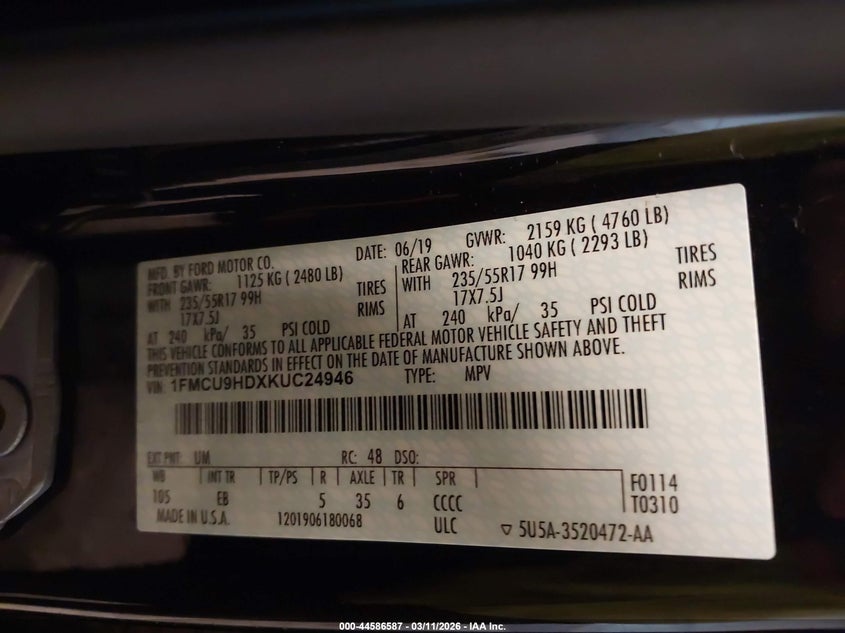 MFD. BY FORD MOTOR CO. DATE: 06/19 GVWR: 2159 KG ( 4760 LB)
FRONT GAWR: 1125 KG ( 2480 LB) REAR GAWR: 1040 KG ( 2293 LB)
WITH 235/55R17 99H TIRES WITH 235/55R17 99H TIRES
17X7.5J RIMS 17X7.5J RIMS
AT 240 kPa/ 35 PSI COLD AT 240 kPa/ 35 PSI COLD
THIS VEHICLE CONFORMS TO ALL APPLICABLE FEDERAL MOTOR VEHICLE SAFETY AND THEFT
PREVENTION STANDARDS IN EFFECT ON THE DATE OF MANUFACTURE SHOWN ABOVE.
VIN: 1FMCU9HDXKUC24946 TYPE: MPV
EXT PNT: UM RC: 48 DSO:
WB INT TR TP/PS R AXLE TR SPR F0114
105 EB 5 35 6 CCCC T0310
MADE IN U.S.A. 1201906180068 ULC ▽ 5U5A-3520472-AA
000-44586587 - 03/11/2026 - IAA Inc.